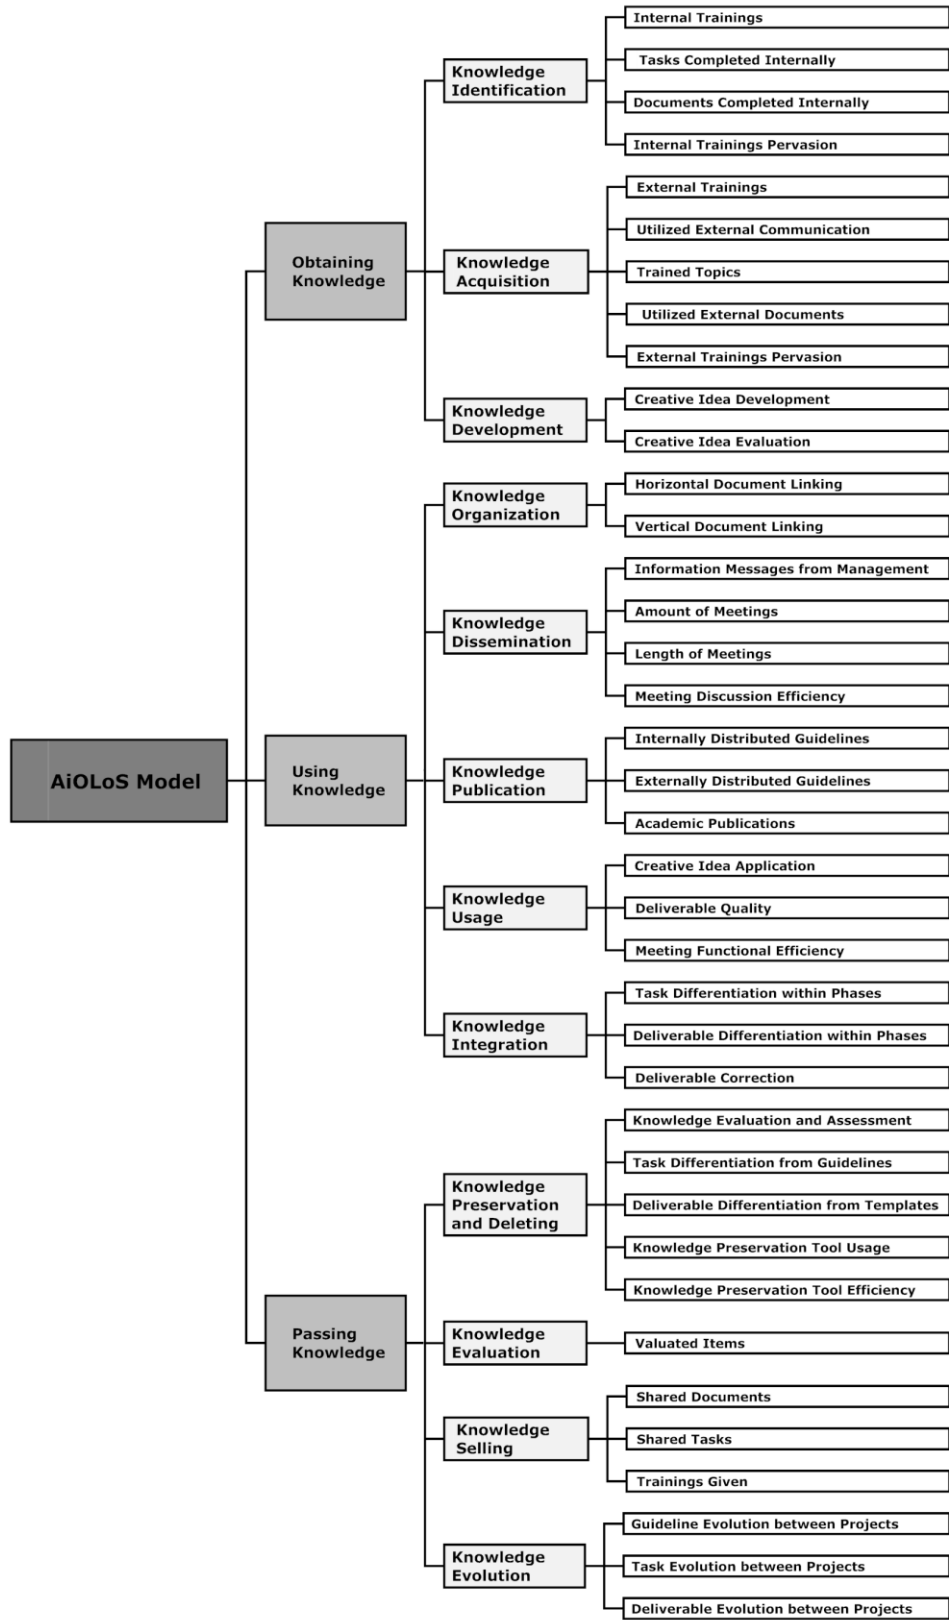 Internal Trainings
Knowledge
Identification
Tasks Completed Internally
Documents Completed Internally
Internal Trainings Pervasion
External Trainings
Utilized External Communication
Obtaining
Knowledge
Knowledge
Acquisition
Trained Topics
Utilized External Documents
External Trainings Pervasion
Knowledge
Development
Creative Idea Development
Creative Idea Evaluation
Knowledge
Organization
Horizontal Document Linking
Vertical Document Linking
Information Messages from Management
Knowledge
Dissemination
Amount of Meetings
Length of Meetings
Meeting Discussion Efficiency
Internally Distributed Guidelines
AiOLoS Model
Using
Knowledge
Knowledge
Publication
Externally Distributed Guidelines
Academic Publications
Creative Idea Application
Knowledge
Usage
Deliverable Quality
Meeting Functional Efficiency
Task Differentiation within Phases
Knowledge
Integration
Deliverable Differentiation within Phases
Deliverable Correction
Knowledge Evaluation and Assessment
Task Differentiation from Guidelines
Knowledge
Preservation
and Deleting
Deliverable Differentiation from Templates
Knowledge Preservation Tool Usage
Knowledge Preservation Tool Efficiency
Passing
Knowledge
Knowledge
Evaluation
Valuated Items
Shared Documents
Knowledge
Selling
Shared Tasks
Trainings Given
Guideline Evolution between Projects
Knowledge
Evolution
Task Evolution between Projects
Deliverable Evolution between Projects